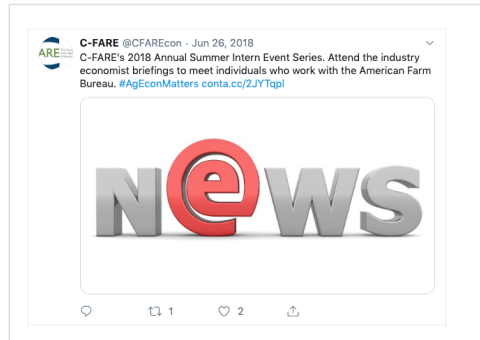 C-FARE @CFAREcon · Jun 26, 2018
C-FARE's 2018 Annual Summer Intern Event Series. Attend the industry
economist briefings to meet individuals who work with the American Farm
Bureau. #AgEconMatters conta.cc/2JYTqpl
ARE
N@WS
1
2